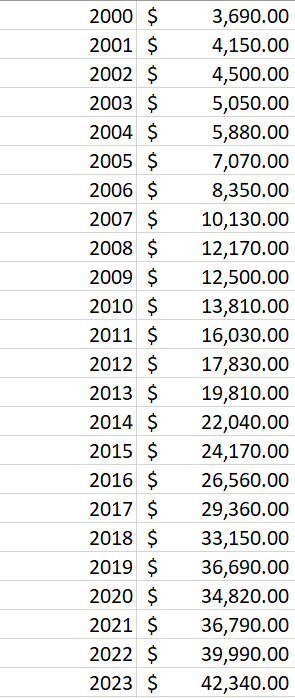 2000 $ 3,690.00
2001 $ 4,150.00
2002 $ 4,500.00
2003 $ 5,050.00
2004 $ 5,880.00
2005 $ 7,070.00
2006 $ 8,350.00
2007 $ 10,130.00
2008 $ 12,170.00
2009 $ 12,500.00
2010 $ 13,810.00
2011 $ 16,030.00
2012 $ 17,830.00
2013 $ 19,810.00
2014 $ 22,040.00
2015 $ 24,170.00
2016 $ 26,560.00
2017 $ 29,360.00
2018 $ 33,150.00
2019 $ 36,690.00
2020 $ 34,820.00
2021 $ 36,790.00
2022 $ 39,990.00
2023 $ 42,340.00